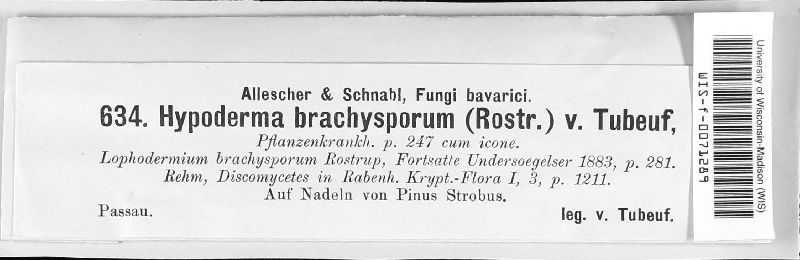 Allescher & Schnabl, Fungi bavarici.
634. Hypoderma brachysporum (Rostr.) v. Tubeuf,
Pflanzenkrankh. p. 247 cum icone.
Lophodermium brachysporum Rostrup, Fortsatte Undersoegelser 1883, p. 281.
Rehm, Discomycetes in Rabenh. Krypt.-Flora I, 3, p. 1211.
Auf Nadeln von Pinus Strobus.
Passau. leg. v. Tubeuf.
University of Wisconsin-Madison (WIS)
WIS-f-0071289